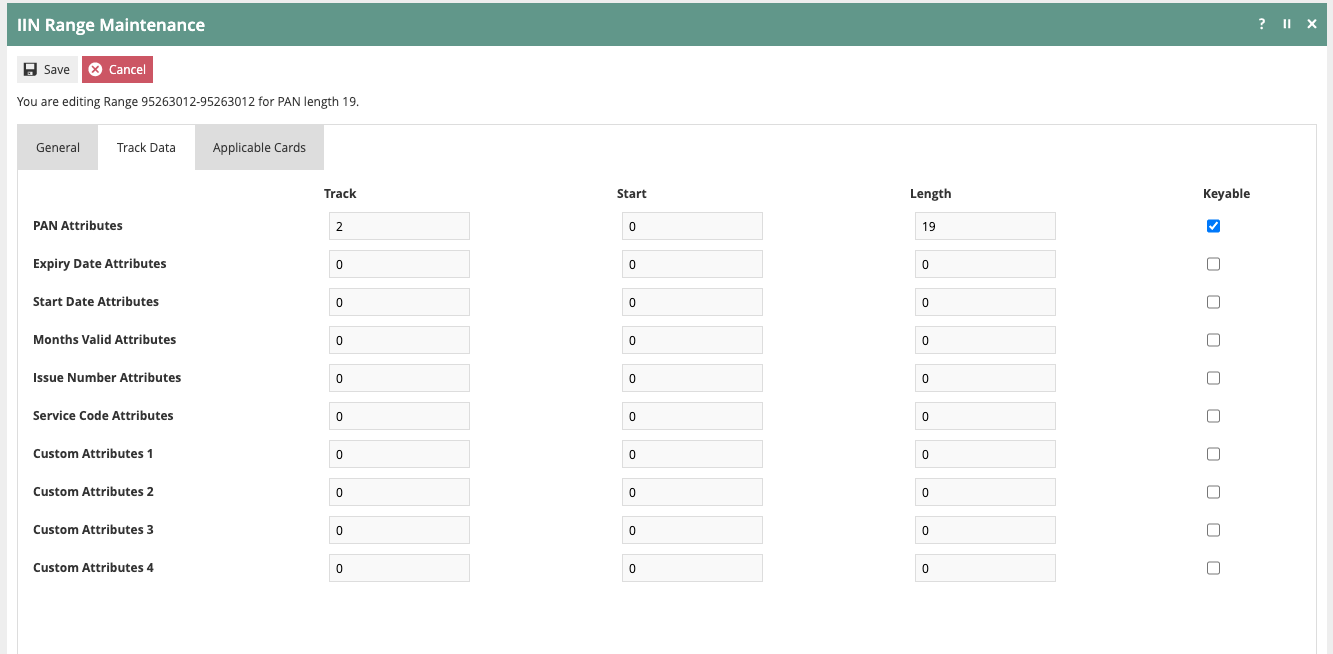 IIN Range Maintenance
Save Cancel
You are editing Range 95263012-95263012 for PAN length 19.
General Track Data Applicable Cards
Track Start Length Keyable
PAN Attributes 2 0 19
Expiry Date Attributes 0 0 0
Start Date Attributes 0 0 0
Months Valid Attributes 0 0 0
Issue Number Attributes 0 0 0
Service Code Attributes 0 0 0
Custom Attributes 1 0 0 0
Custom Attributes 2 0 0 0
Custom Attributes 3 0 0 0
Custom Attributes 4 0 0 0